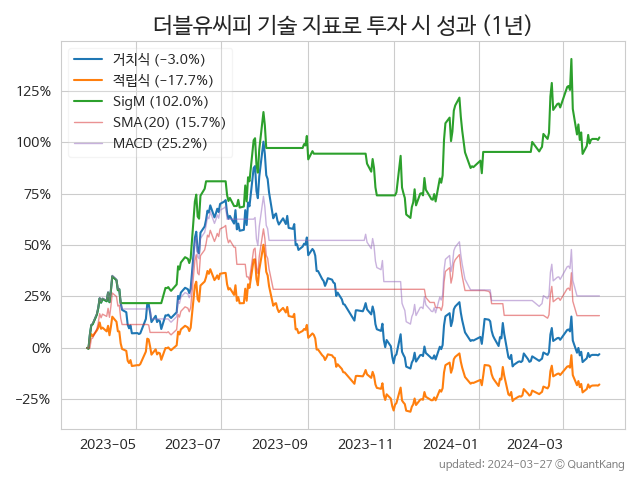 더블유씨피 기술 지표로 투자 시 성과 (1년)
거치식 (−3.0%)
적립식 (−17.7%)
SigM (102.0%)
SMA(20) (15.7%)
MACD (25.2%)
125%
100%
75%
50%
25%
0%
−25%
2023-05 2023-07 2023-09 2023-11 2024-01 2024-03
updated: 2024-03-27 © QuantKang